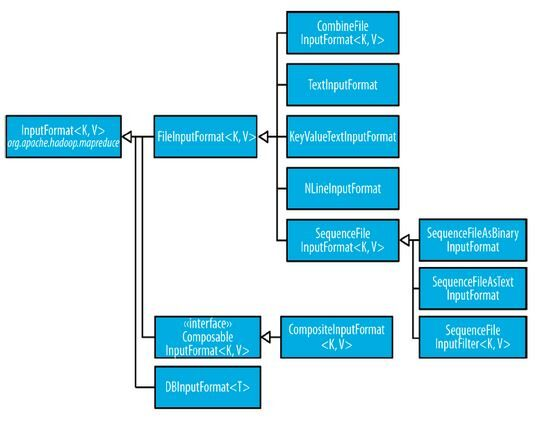 CombineFile
InputFormat<K, V>
TextInputFormat
InputFormat<K, V>
org.apache.hadoop.mapreduce
FileInputFormat<K, V>
KeyValueTextInputFormat
NLineInputFormat
SequenceFile
InputFormat<K, V>
SequenceFileAsBinary
InputFormat
SequenceFileAsText
InputFormat
«interface»
Composable
InputFormat<K, V>
CompositeInputFormat
<K, V>
SequenceFile
InputFilter<K, V>
DBInputFormat<T>